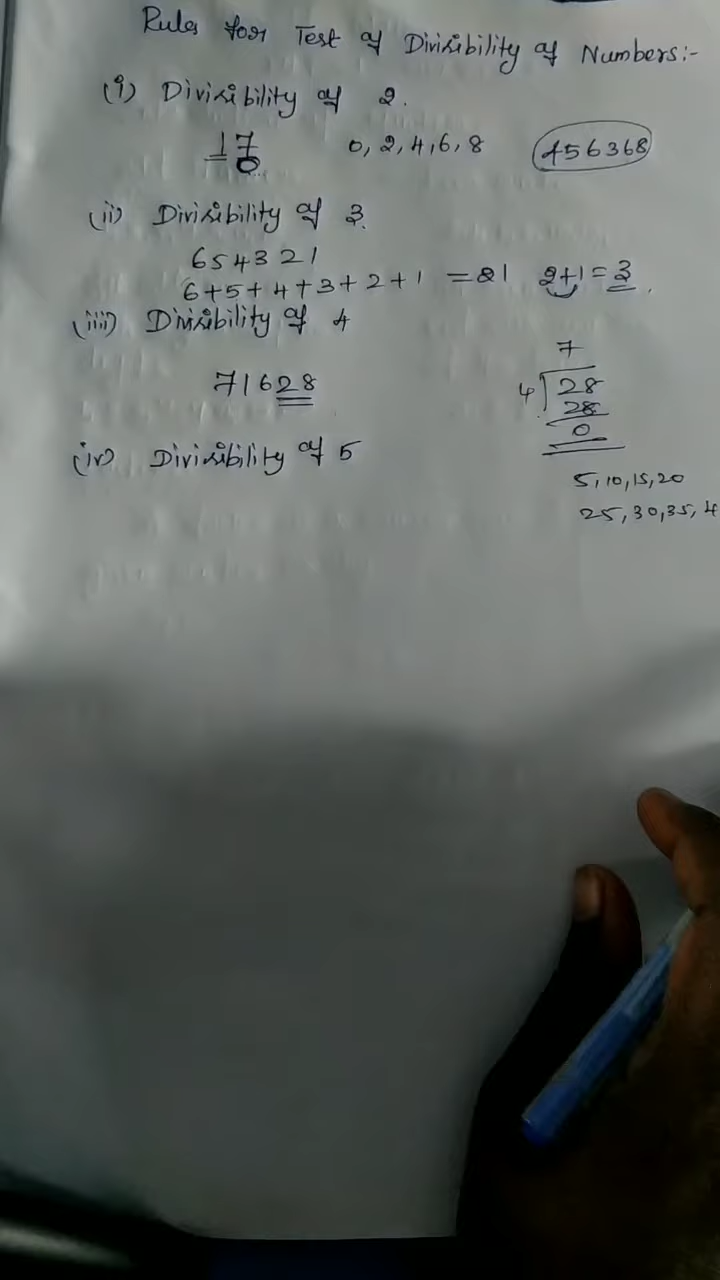 Rules for Test of Divisibility of Numbers:-
(i) Divisibility of 2.
0, 2, 4, 6, 8 456368
(ii) Divisibility of 3.
654321
6+5+4+3+2+1 = 21 2+1 = 3.
(iii) Divisibility of 4
71628
7
4 28
28
0
(iv) Divisibility of 5
5, 10, 15, 20
25, 30, 35, 4